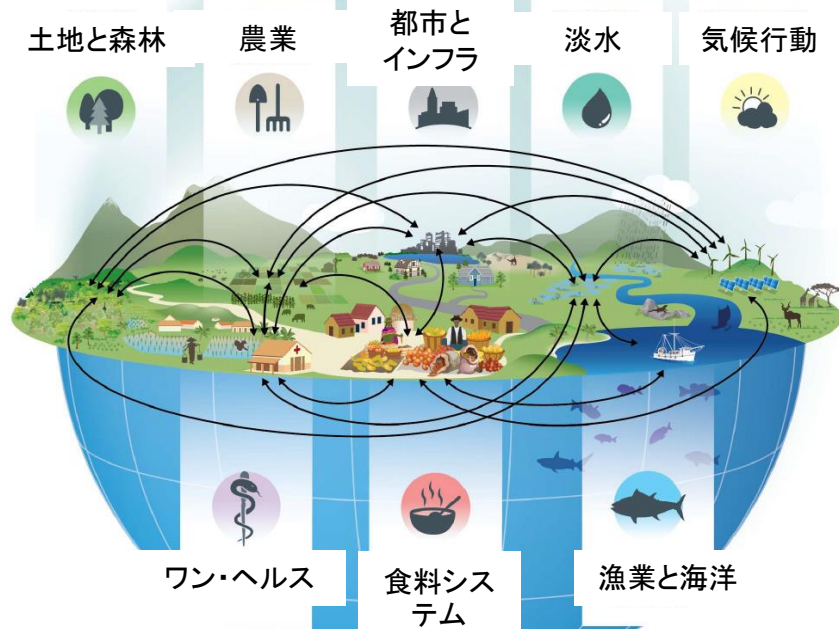 土地と森林
農業
都市と
インフラ
淡水
気候行動
ワン・ヘルス
食料シス
テム
漁業と海洋